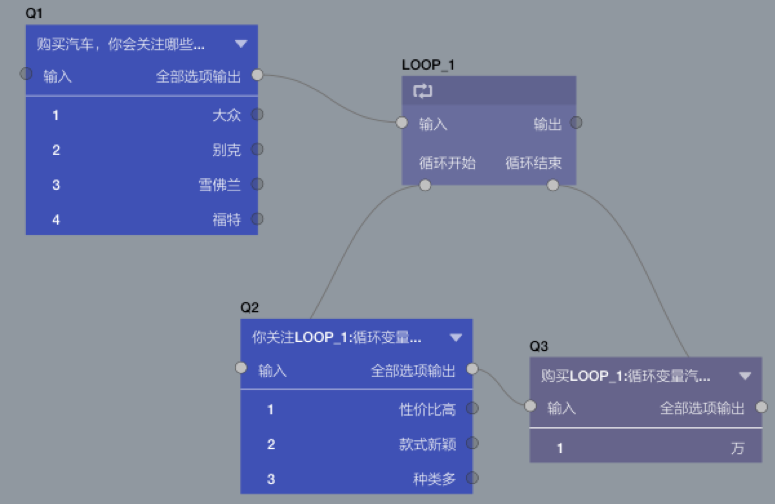 Q1
购买汽车，你会关注哪些...
输入 全部选项输出
1 大众
2 别克
3 雪佛兰
4 福特
LOOP_1
输入 输出
循环开始 循环结束
Q2
你关注LOOP_1:循环变量...
输入 全部选项输出
1 性价比高
2 款式新颖
3 种类多
Q3
购买LOOP_1:循环变量汽...
输入 全部选项输出
1 万